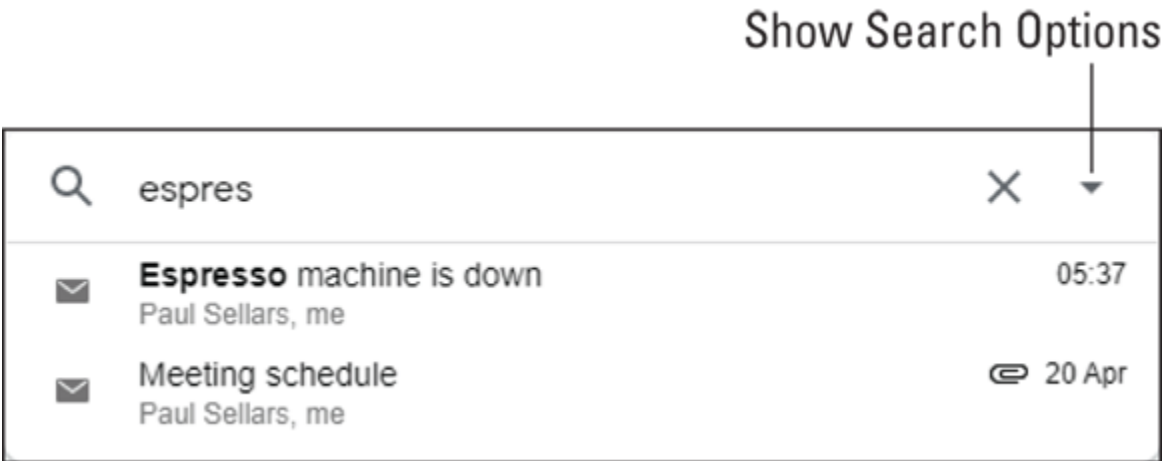 Show Search Options
espres
Espresso machine is down 05:37
Paul Sellars, me
Meeting schedule 20 Apr
Paul Sellars, me